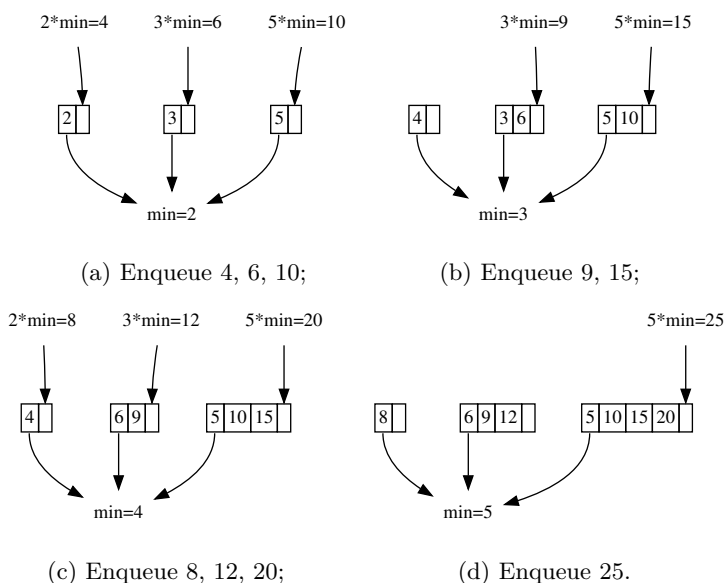 2*min=4 3*min=6 5*min=10
2 3 5
min=2
(a) Enqueue 4, 6, 10;
3*min=9 5*min=15
4 3 6 5 10
min=3
(b) Enqueue 9, 15;
2*min=8 3*min=12 5*min=20
4 6 9 5 10 15
min=4
(c) Enqueue 8, 12, 20;
5*min=25
8 6 9 12 5 10 15 20
min=5
(d) Enqueue 25.